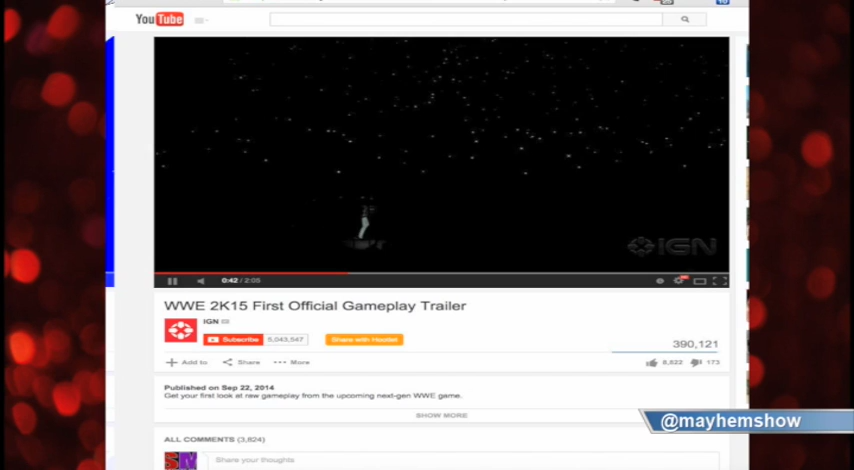 YouTube
IGN
0:42 / 2:05
WWE 2K15 First Official Gameplay Trailer
IGN
Subscribe 5,043,547
Share with Hootlet
390,121
Add to Share More
8,822 173
Published on Sep 22, 2014
Get your first look at raw gameplay from the upcoming next-gen WWE game.
SHOW MORE
@mayhemshow
ALL COMMENTS (3,824)
SM
Share your thoughts